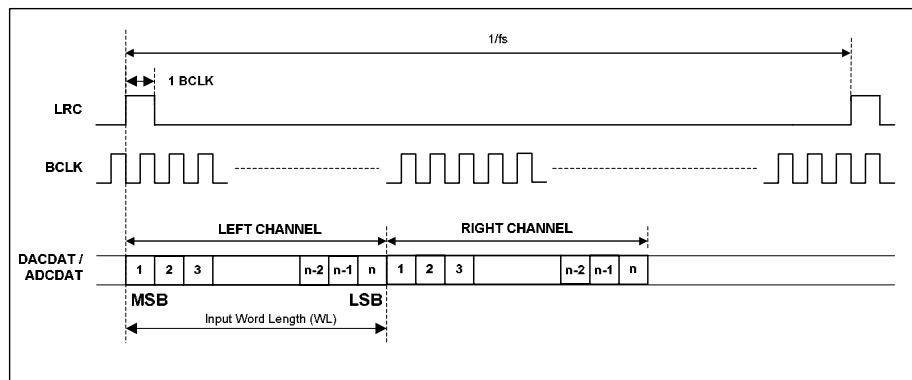 1/fs
1 BCLK
LRC
BCLK
LEFT CHANNEL RIGHT CHANNEL
DACDAT /
ADCDAT
1 2 3 n-2 n-1 n 1 2 3 n-2 n-1 n
MSB LSB
Input Word Length (WL)